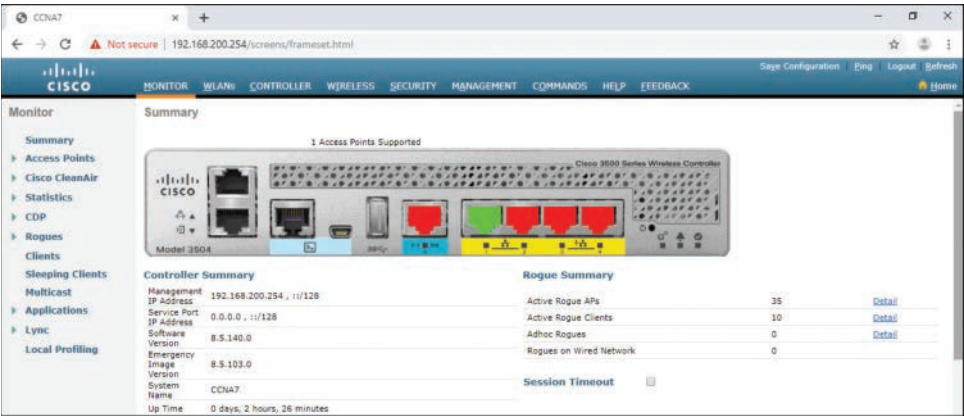 CCNA7
Not secure | 192.168.200.254/screens/frameset.html
Save Configuration Ping Logout Refresh
CISCO MONITOR WLANs CONTROLLER WIRELESS SECURITY MANAGEMENT COMMANDS HELP FEEDBACK Home
Monitor
Summary
Access Points
Cisco CleanAir
Statistics
CDP
Rogues
Clients
Sleeping Clients
Multicast
Applications
Lync
Local Profiling
Summary
1 Access Points Supported
Cisco 3500 Series Wireless Controller
CISCO
Model 3504
Controller Summary
Management IP Address 192.168.200.254 , ::/128
Service Port IP Address 0.0.0.0 , ::/128
Software Version 8.5.140.0
Emergency Image Version 8.5.103.0
System Name CCNA7
Up Time 0 days, 2 hours, 26 minutes
Rogue Summary
Active Rogue APs 35 Detail
Active Rogue Clients 10 Detail
Adhoc Rogues 0 Detail
Rogues on Wired Network 0
Session Timeout